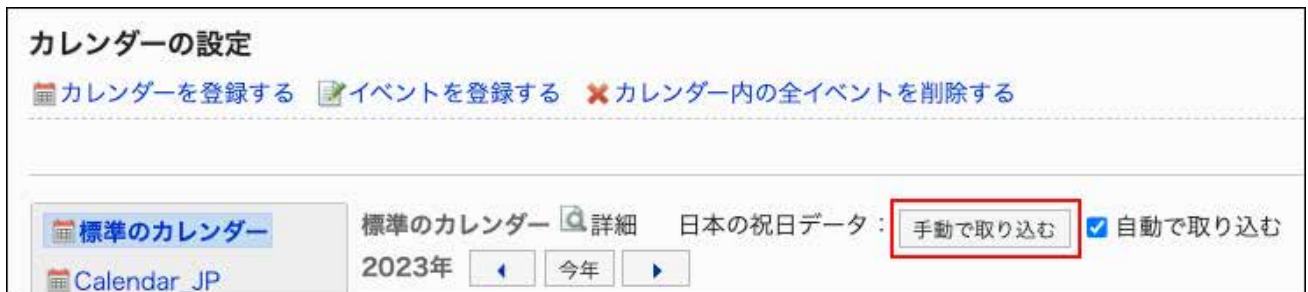 カレンダーの設定
カレンダーを登録する イベントを登録する カレンダー内の全イベントを削除する
標準のカレンダー 標準のカレンダー 詳細 日本の祝日データ： 手動で取り込む 自動で取り込む
2023年 今年
Calendar_JP